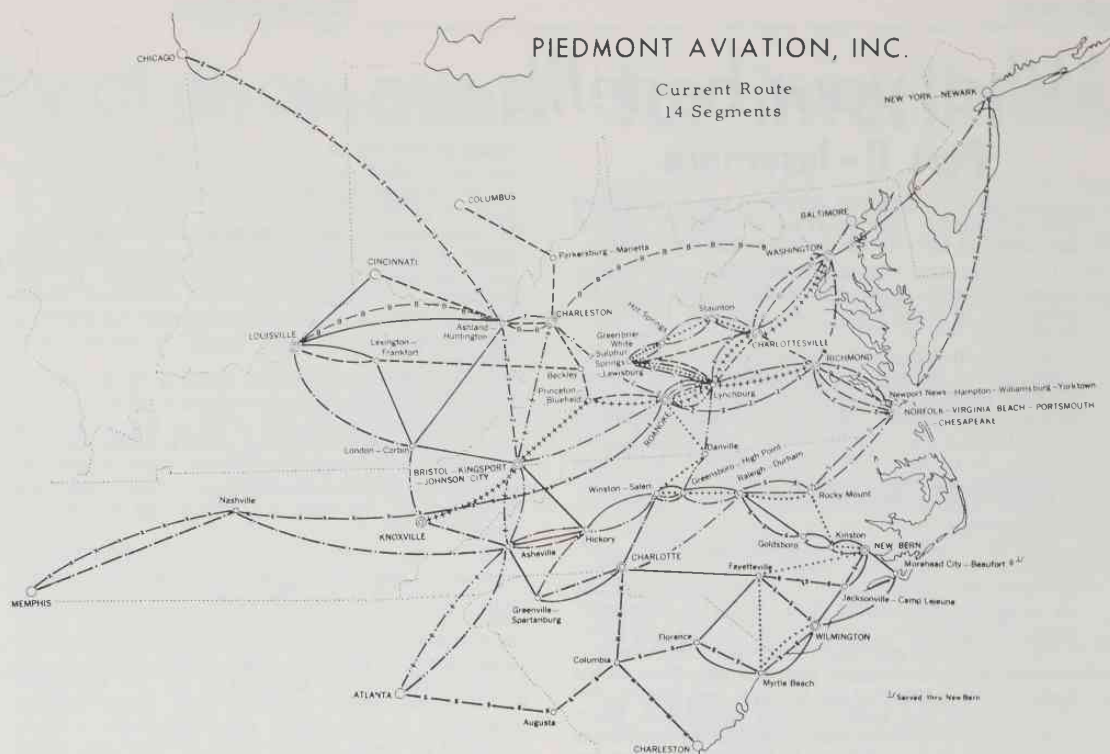 PIEDMONT AVIATION, INC.
Current Route
14 Segments
CHICAGO
NEW YORK - NEWARK
COLUMBUS
BALTIMORE
Parkersburg - Marietta
WASHINGTON
CINCINNATI
Hot Springs
Staunton
CHARLESTON
Ashland -
Huntington
LOUISVILLE
Lexington -
Frankfort
Greenbrier
White
Sulphur
Springs
- Lewisburg
CHARLOTTESVILLE
RICHMOND
Beckley
Princeton -
Bluefield
Lynchburg
Newport News - Hampton - Williamsburg - Yorktown
NORFOLK - VIRGINIA BEACH - PORTSMOUTH
- CHESAPEAKE
ROANOKE
London - Corbin
BRISTOL - KINGSPORT
- JOHNSON CITY
Danville
Greensboro - High Point
Raleigh - Durham
Winston - Salem
Rocky Mount
Nashville
KNOXVILLE
Asheville
Hickory
Goldsboro
Kinston
NEW BERN
CHARLOTTE
Fayetteville
Morehead City - Beaufort
MEMPHIS
Greenville -
Spartanburg
Jacksonville - Camp Lejeune
WILMINGTON
Florence
Columbia
Myrtle Beach
ATLANTA
Augusta
1/ Served thru New Bern
CHARLESTON